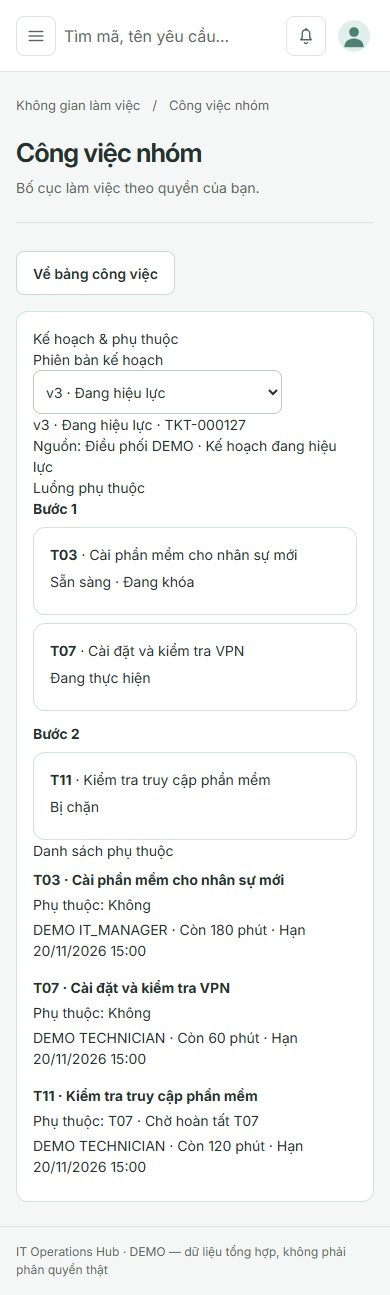 Tìm mã, tên yêu cầu...
Không gian làm việc / Công việc nhóm
Công việc nhóm
Bố cục làm việc theo quyền của bạn.
Về bảng công việc
Kế hoạch & phụ thuộc
Phiên bản kế hoạch
v3 · Đang hiệu lực
v3 · Đang hiệu lực · TKT-000127
Nguồn: Điều phối DEMO · Kế hoạch đang hiệu
lực
Luồng phụ thuộc
Bước 1
T03 · Cài phần mềm cho nhân sự mới
Sẵn sàng · Đang khóa
T07 · Cài đặt và kiểm tra VPN
Đang thực hiện
Bước 2
T11 · Kiểm tra truy cập phần mềm
Bị chặn
Danh sách phụ thuộc
T03 · Cài phần mềm cho nhân sự mới
Phụ thuộc: Không
DEMO IT_MANAGER · Còn 180 phút · Hạn
20/11/2026 15:00
T07 · Cài đặt và kiểm tra VPN
Phụ thuộc: Không
DEMO TECHNICIAN · Còn 60 phút · Hạn
20/11/2026 15:00
T11 · Kiểm tra truy cập phần mềm
Phụ thuộc: T07 · Chờ hoàn tất T07
DEMO TECHNICIAN · Còn 120 phút · Hạn
20/11/2026 15:00
IT Operations Hub · DEMO — dữ liệu tổng hợp, không phải
phân quyền thật